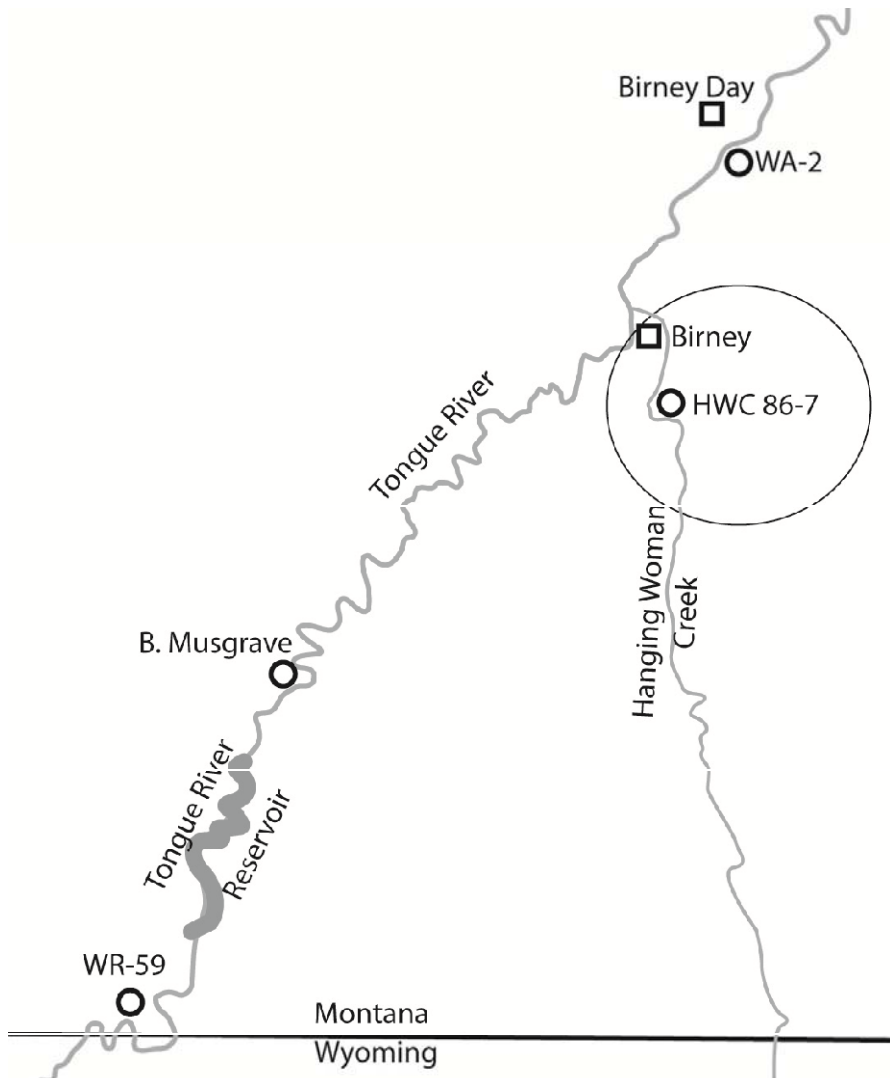 Birney Day
WA-2
Birney
HWC 86-7
Tongue River
Hanging Woman
Creek
B. Musgrave
Tongue River
Reservoir
WR-59
Montana
Wyoming